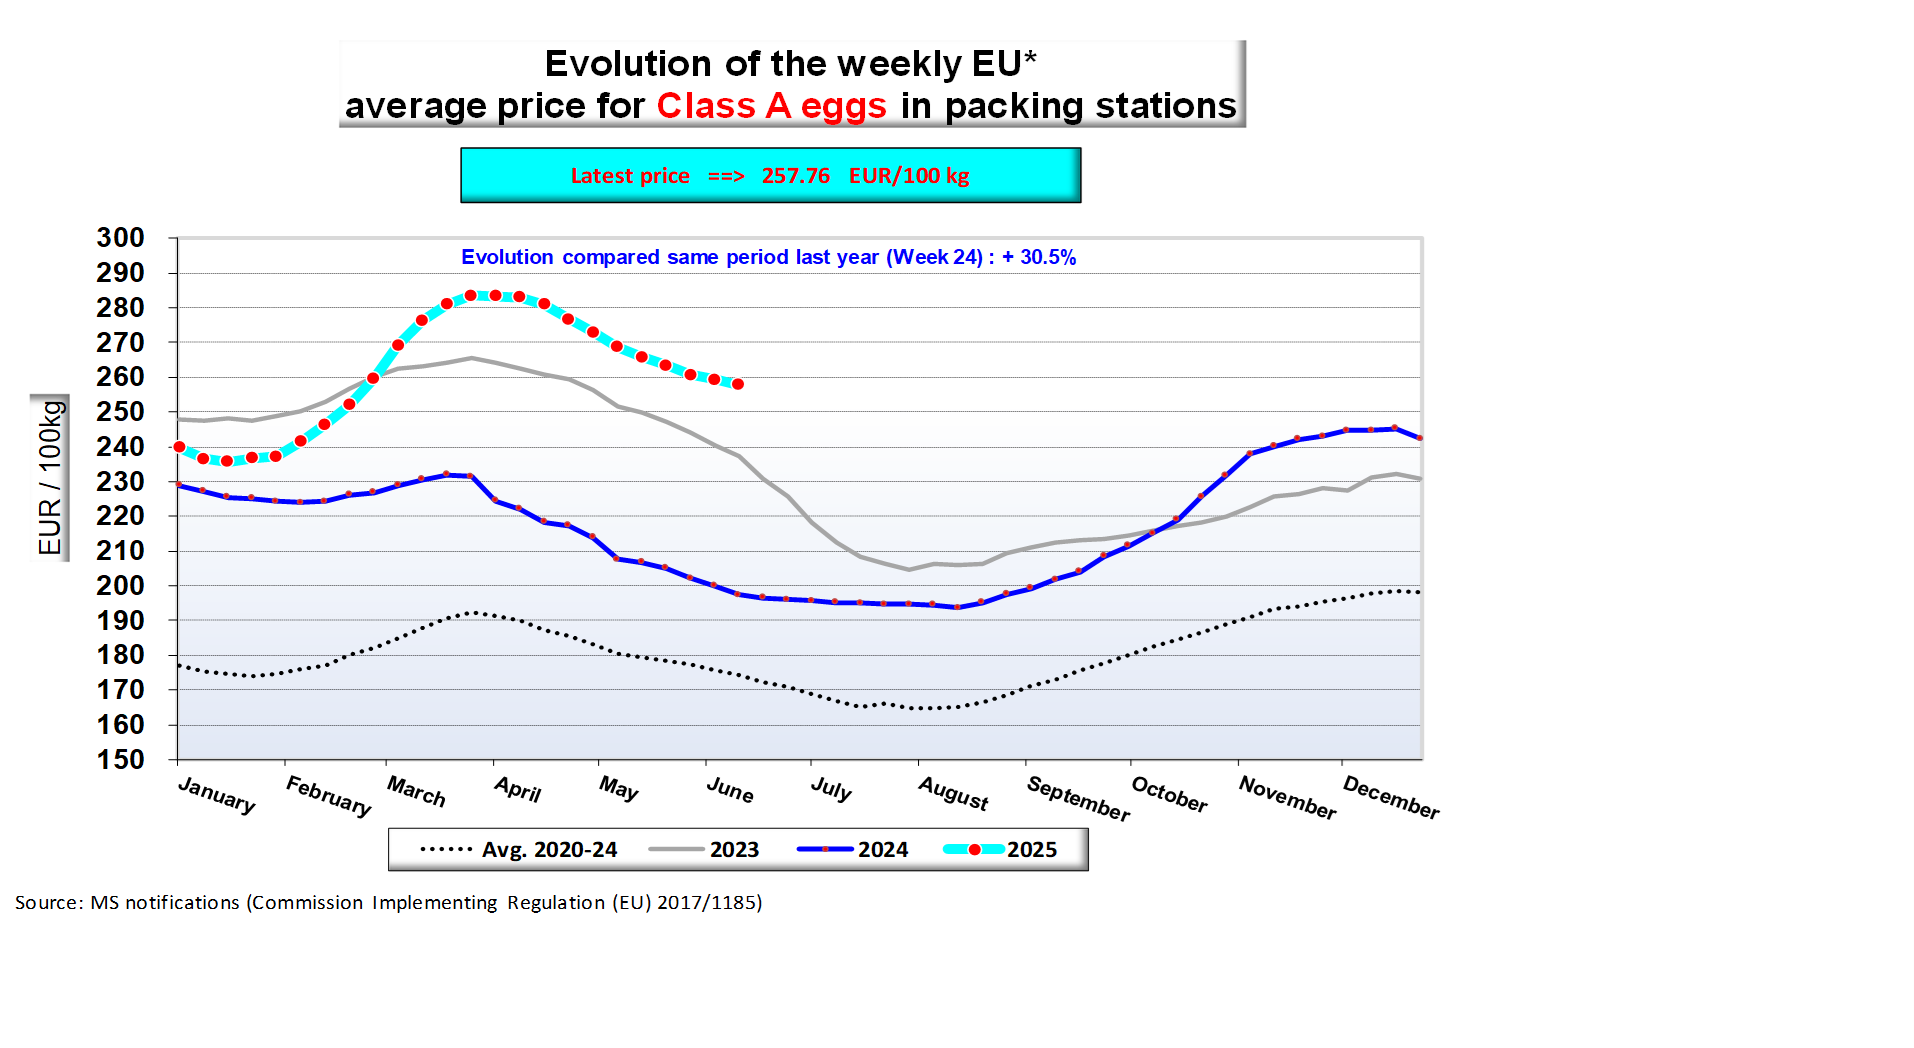 Evolution of the weekly EU*
average price for Class A eggs in packing stations
Latest price ==> 257.76 EUR/100 kg
Evolution compared same period last year (Week 24) : + 30.5%
EUR / 100kg
300
290
280
270
260
250
240
230
220
210
200
190
180
170
160
150
January February March April May June July August September October November December
Avg. 2020-24 2023 2024 2025
Source: MS notifications (Commission Implementing Regulation (EU) 2017/1185)